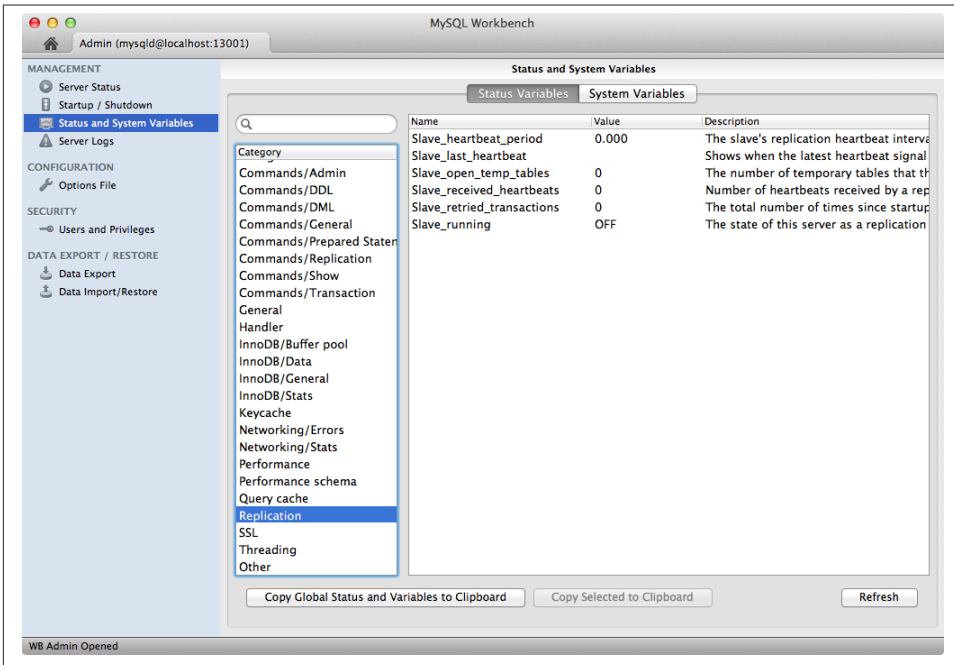 MySQL Workbench
Admin (mysqld@localhost:13001)
MANAGEMENT
Server Status
Startup / Shutdown
Status and System Variables
Server Logs
CONFIGURATION
Options File
SECURITY
Users and Privileges
DATA EXPORT / RESTORE
Data Export
Data Import/Restore
Status and System Variables
Status Variables System Variables
Category
Commands/Admin
Commands/DDL
Commands/DML
Commands/General
Commands/Prepared Staten
Commands/Replication
Commands/Show
Commands/Transaction
General
Handler
InnoDB/Buffer pool
InnoDB/Data
InnoDB/General
InnoDB/Stats
Keycache
Networking/Errors
Networking/Stats
Performance
Performance schema
Query cache
Replication
SSL
Threading
Other
Name Value Description
Slave_heartbeat_period 0.000 The slave's replication heartbeat interva
Slave_last_heartbeat Shows when the latest heartbeat signal
Slave_open_temp_tables 0 The number of temporary tables that th
Slave_received_heartbeats 0 Number of heartbeats received by a rep
Slave_retried_transactions 0 The total number of times since startup
Slave_running OFF The state of this server as a replication
Copy Global Status and Variables to Clipboard Copy Selected to Clipboard Refresh
WB Admin Opened